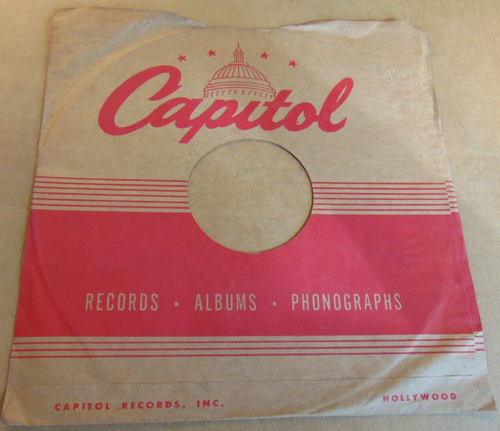 Capitol
RECORDS • ALBUMS • PHONOGRAPHS
CAPITOL RECORDS, INC. HOLLYWOOD